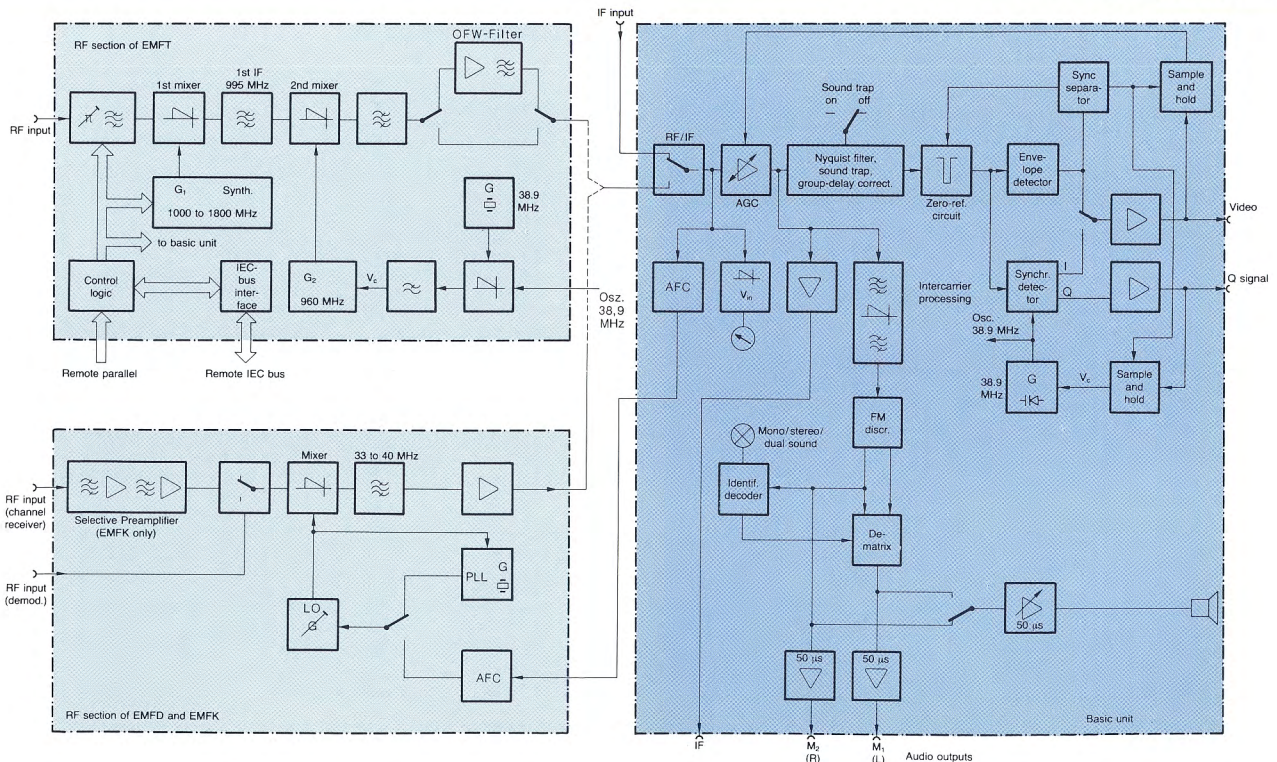 RF section of EMFT
OFW-Filter
1st mixer
1st IF
995 MHz
2nd mixer
RF input
G1 Synth.
1000 to 1800 MHz
to basic unit
G
38.9
MHz
Control
logic
IEC-
bus
inter-
face
G2
960 MHz
Vc
Osz.
38,9
MHz
Remote parallel
Remote IEC bus
RF input
(channel
receiver)
Selective Preamplifier
(EMFK only)
Mixer
33 to 40 MHz
RF input
(demod.)
PLL
G
LO
G
AFC
RF section of EMFD and EMFK
IF input
RF/IF
AGC
Sound trap
on off
Nyquist filter,
sound trap,
group-delay correct.
Zero-ref.
circuit
Sync
separa-
tor
Sample
and
hold
Enve-
lope
detector
Video
AFC
Vin
Intercarrier
processing
Synchr.
detec-
tor
I
Q
Q signal
Osc.
38.9 MHz
38.9
MHz
G
Vc
Sample
and
hold
FM
discr.
Mono/stereo/
dual sound
Identif.
decoder
De-
matrix
50 µs
50 µs
50 µs
Basic unit
IF
M2
(R)
M1
(L)
Audio outputs